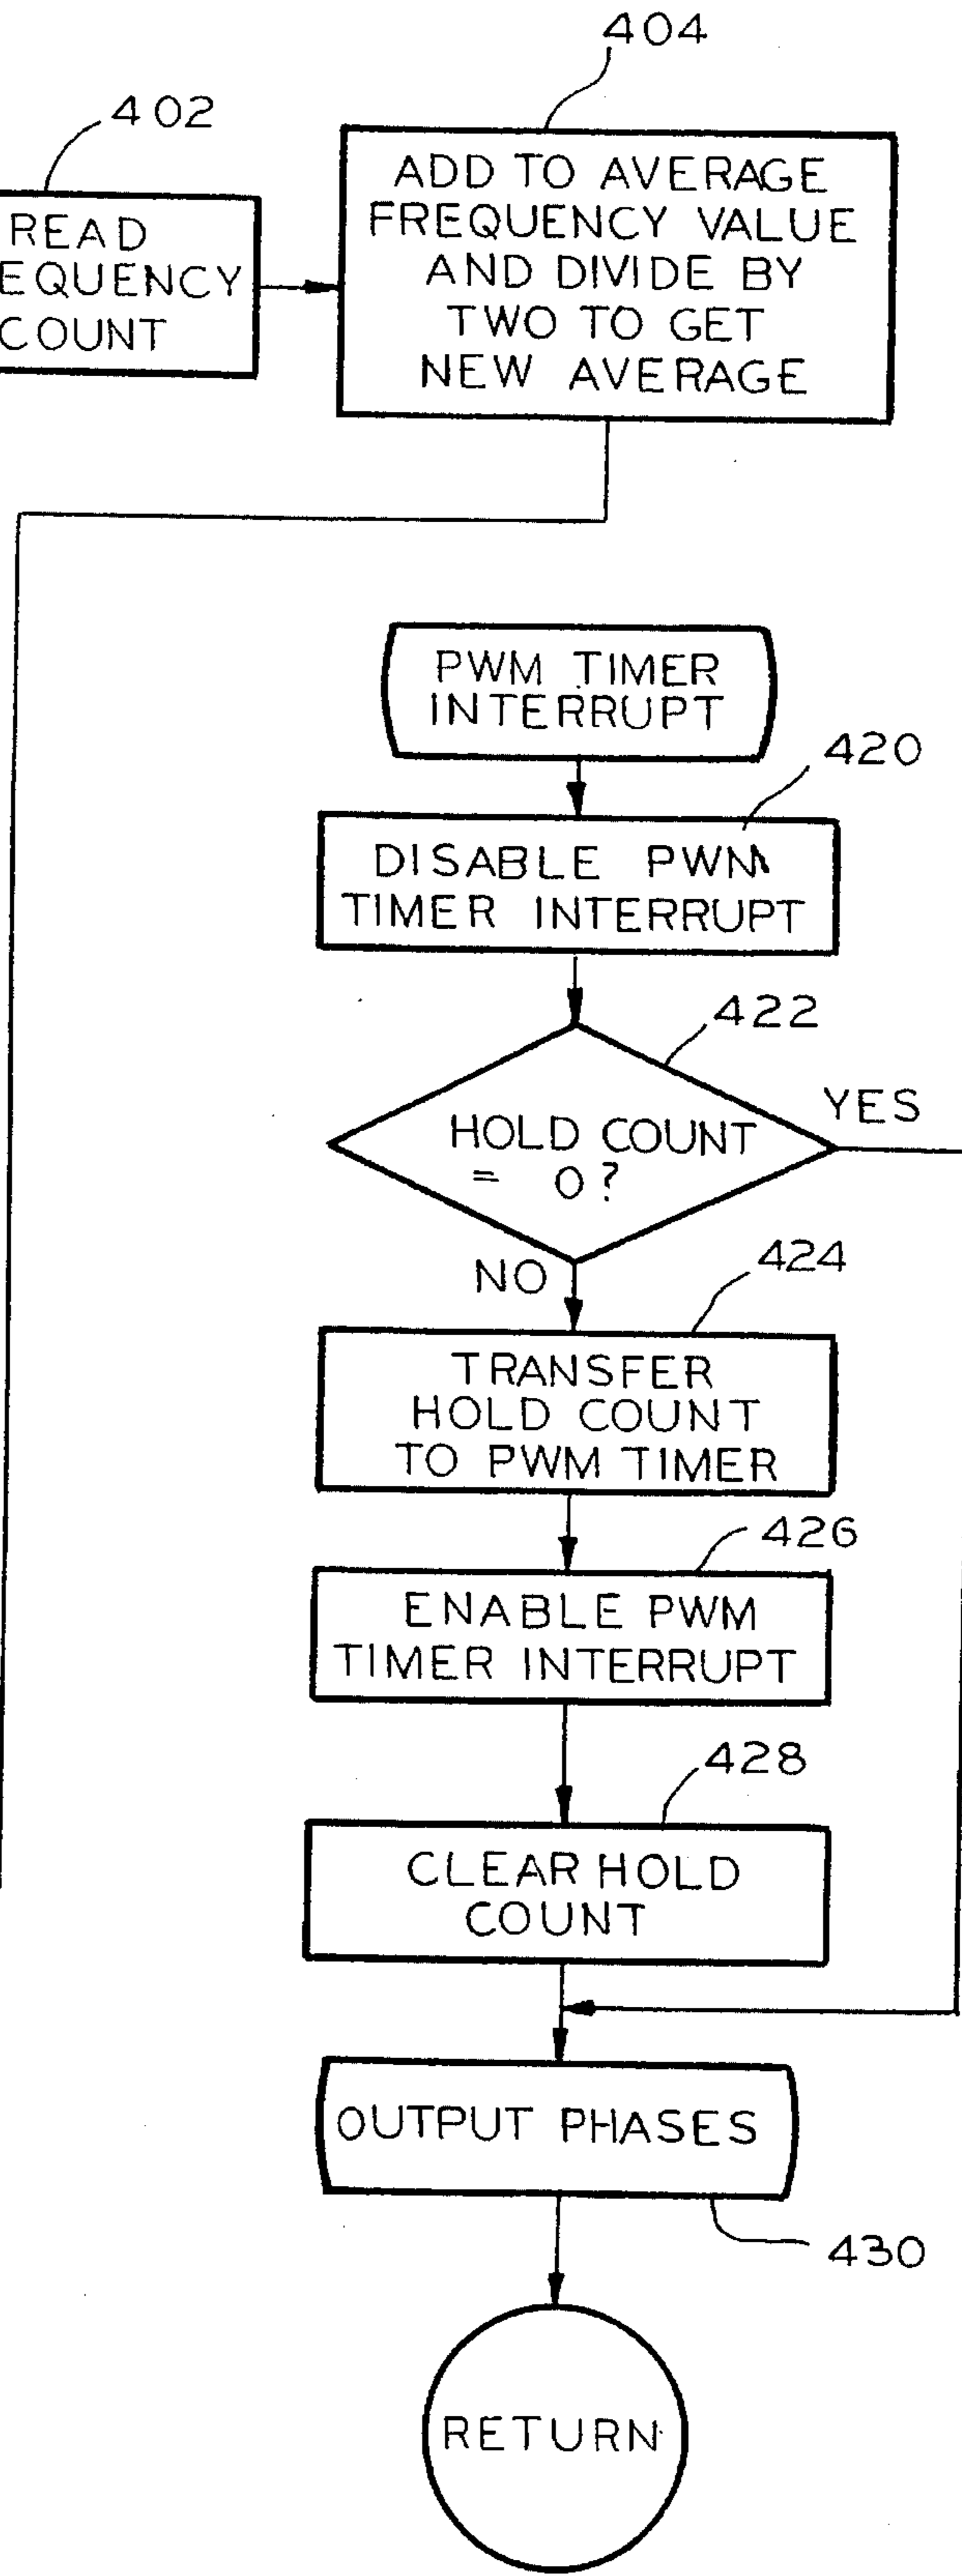 404
402
READ
EQUENCY
COUNT
ADD TO AVERAGE
FREQUENCY VALUE
AND DIVIDE BY
TWO TO GET
NEW AVERAGE
PWM TIMER
INTERRUPT
420
DISABLE PWM
TIMER INTERRUPT
422
YES
HOLD COUNT
= 0?
NO
424
TRANSFER
HOLD COUNT
TO PWM TIMER
426
ENABLE PWM
TIMER INTERRUPT
428
CLEAR HOLD
COUNT
OUTPUT PHASES
430
RETURN